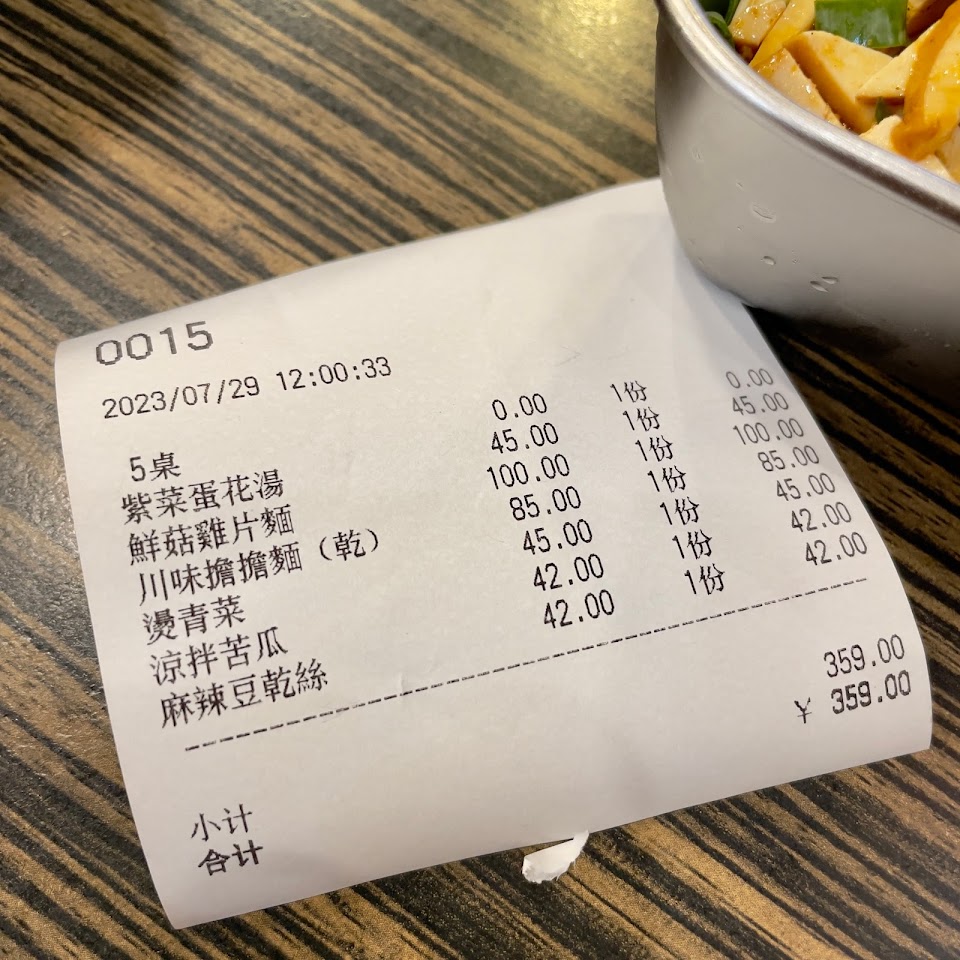 0015
2023/07/29 12:00:33
5桌 0.00 1份 0.00
紫菜蛋花湯 45.00 1份 45.00
鮮菇雞片麵 100.00 1份 100.00
川味擔擔麵（乾） 85.00 1份 85.00
燙青菜 45.00 1份 45.00
涼拌苦瓜 42.00 1份 42.00
麻辣豆乾絲 42.00 1份 42.00
小计 359.00
合计 ¥ 359.00